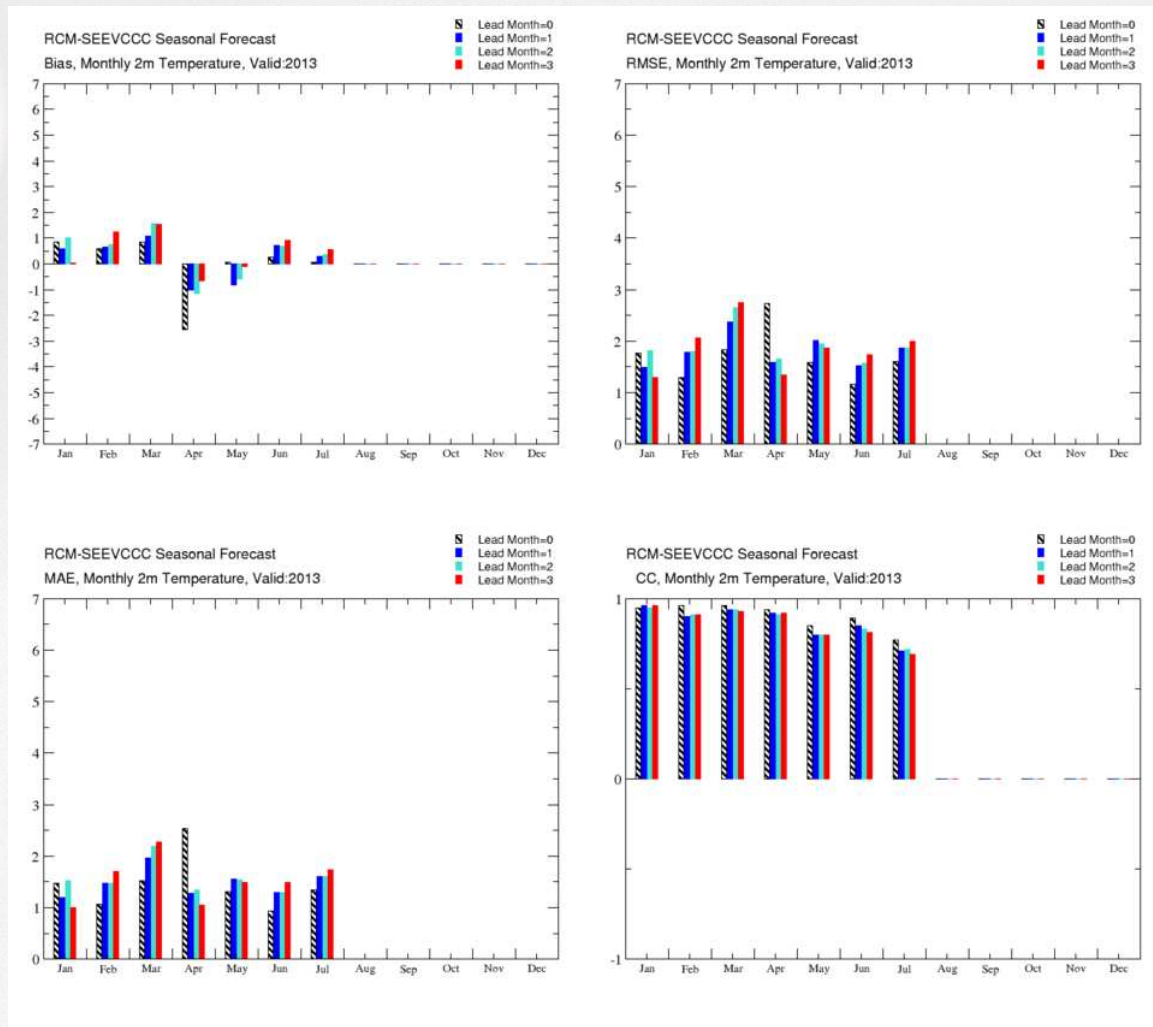 RCM-SEEVCCC Seasonal Forecast
Bias, Monthly 2m Temperature, Valid:2013
Lead Month=0
Lead Month=1
Lead Month=2
Lead Month=3
7
6
5
4
3
2
1
0
-1
-2
-3
-4
-5
-6
-7
Jan Feb Mar Apr May Jun Jul Aug Sep Oct Nov Dec
RCM-SEEVCCC Seasonal Forecast
RMSE, Monthly 2m Temperature, Valid:2013
Lead Month=0
Lead Month=1
Lead Month=2
Lead Month=3
7
6
5
4
3
2
1
0
Jan Feb Mar Apr May Jun Jul Aug Sep Oct Nov Dec
RCM-SEEVCCC Seasonal Forecast
MAE, Monthly 2m Temperature, Valid:2013
Lead Month=0
Lead Month=1
Lead Month=2
Lead Month=3
7
6
5
4
3
2
1
0
Jan Feb Mar Apr May Jun Jul Aug Sep Oct Nov Dec
RCM-SEEVCCC Seasonal Forecast
CC, Monthly 2m Temperature, Valid:2013
Lead Month=0
Lead Month=1
Lead Month=2
Lead Month=3
1
0
-1
Jan Feb Mar Apr May Jun Jul Aug Sep Oct Nov Dec